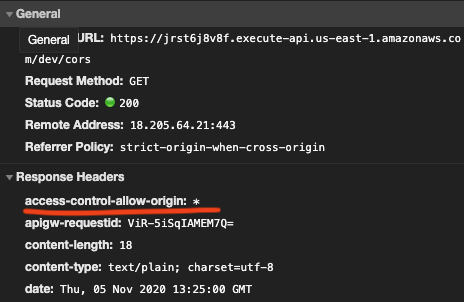 General
General
URL: https://jrst6j8v8f.execute-api.us-east-1.amazonaws.co
m/dev/cors
Request Method: GET
Status Code: 200
Remote Address: 18.205.64.21:443
Referrer Policy: strict-origin-when-cross-origin
Response Headers
access-control-allow-origin: *
apigw-requestid: ViR-5iSqIAMEM7Q=
content-length: 18
content-type: text/plain; charset=utf-8
date: Thu, 05 Nov 2020 13:25:00 GMT